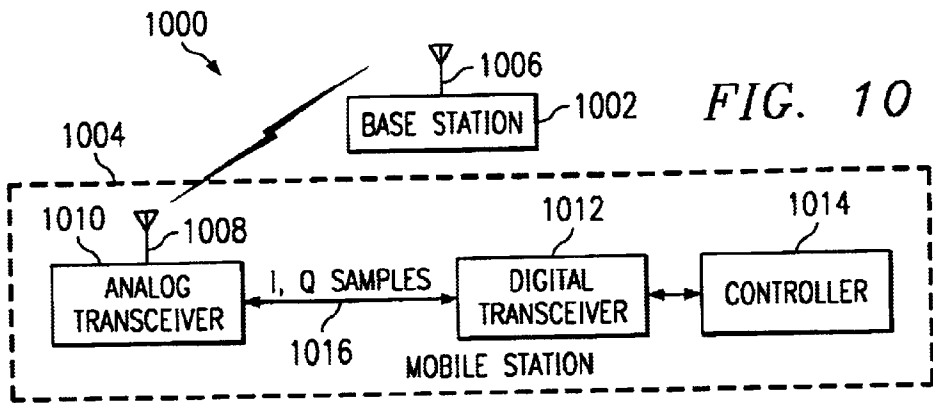 1000
1006
BASE STATION
1002
FIG. 10
1004
1010
1008
1012
1014
ANALOG
TRANSCEIVER
I, Q SAMPLES
1016
DIGITAL
TRANSCEIVER
CONTROLLER
MOBILE STATION